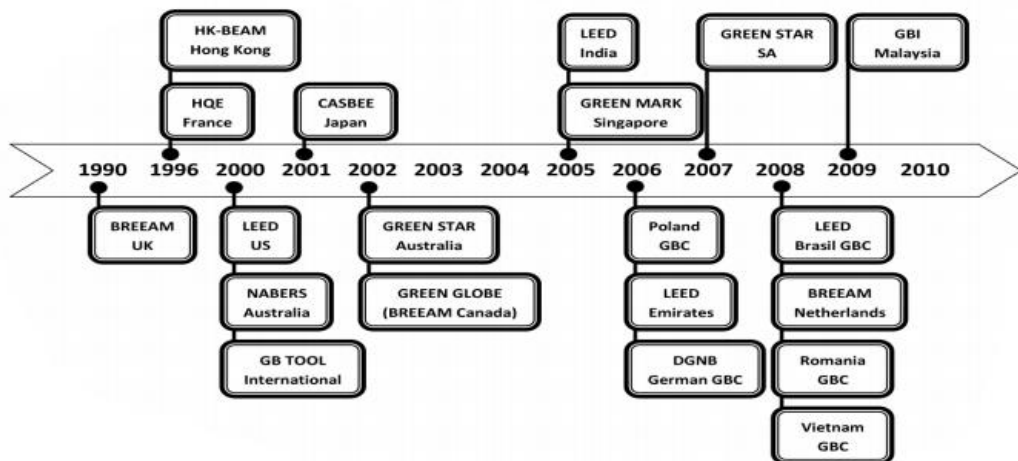 HK-BEAM
Hong Kong
LEED
India
GREEN STAR
SA
GBI
Malaysia
HQE
France
CASBEE
Japan
GREEN MARK
Singapore
1990 1996 2000 2001 2002 2003 2004 2005 2006 2007 2008 2009 2010
BREEAM
UK
LEED
US
GREEN STAR
Australia
Poland
GBC
LEED
Brasil GBC
NABERS
Australia
GREEN GLOBE
(BREEAM Canada)
LEED
Emirates
BREEAM
Netherlands
GB TOOL
International
DGNB
German GBC
Romania
GBC
Vietnam
GBC